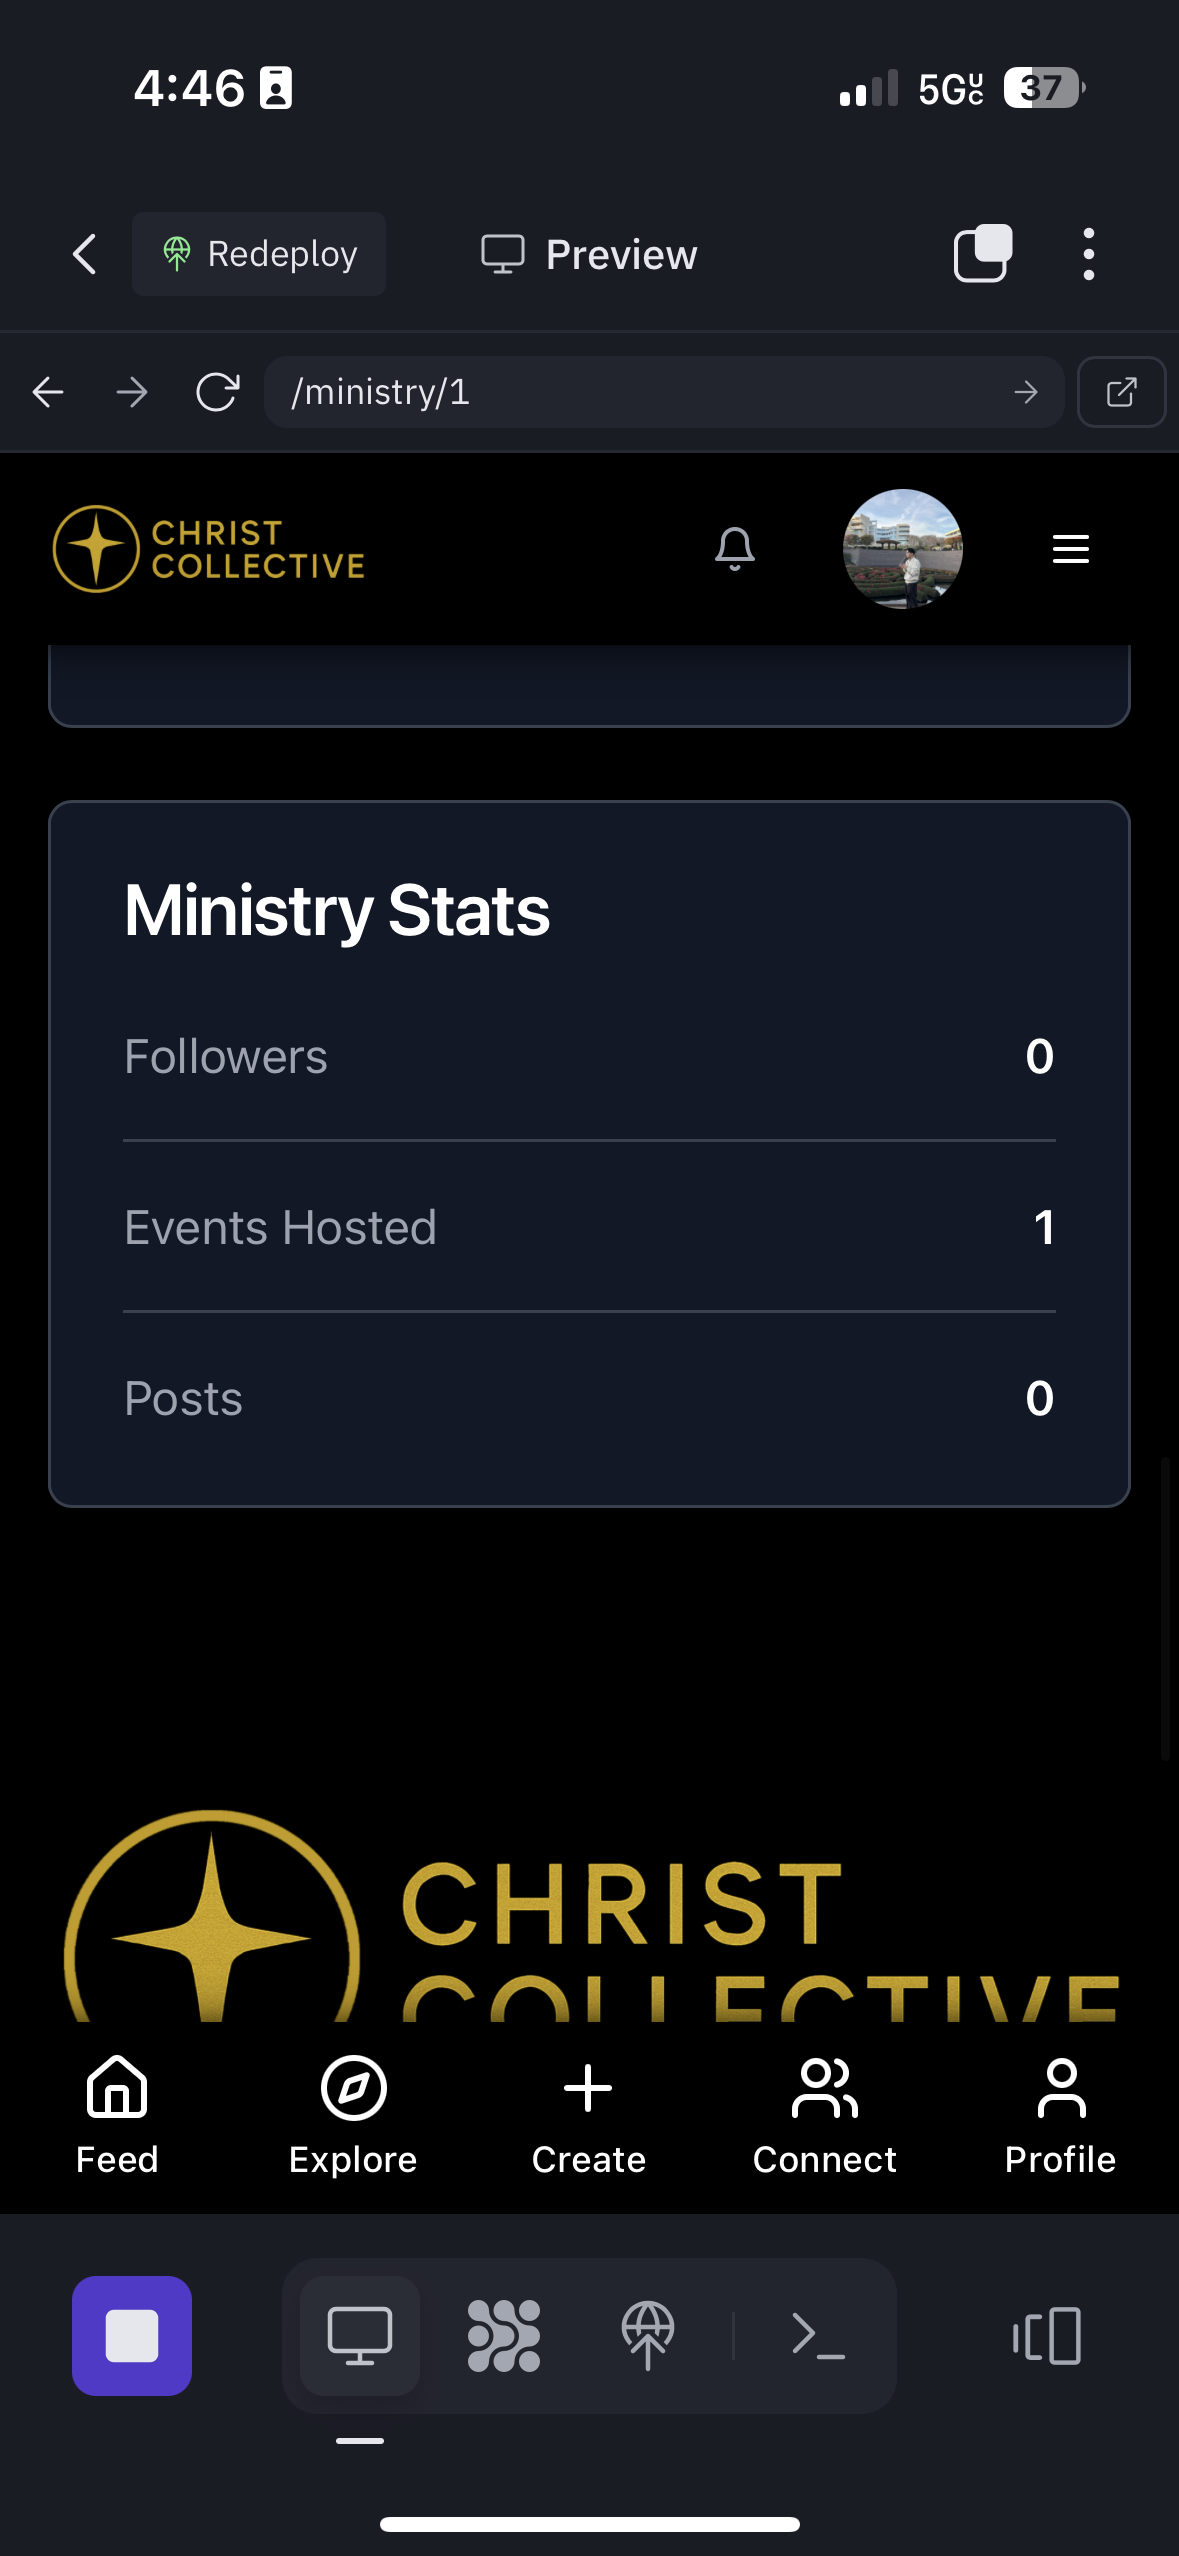 4:46
5G UC
37
Redeploy
Preview
/ministry/1
CHRIST
COLLECTIVE
Ministry Stats
Followers 0
Events Hosted 1
Posts 0
CHRIST
COLLECTIVE
Feed
Explore
Create
Connect
Profile